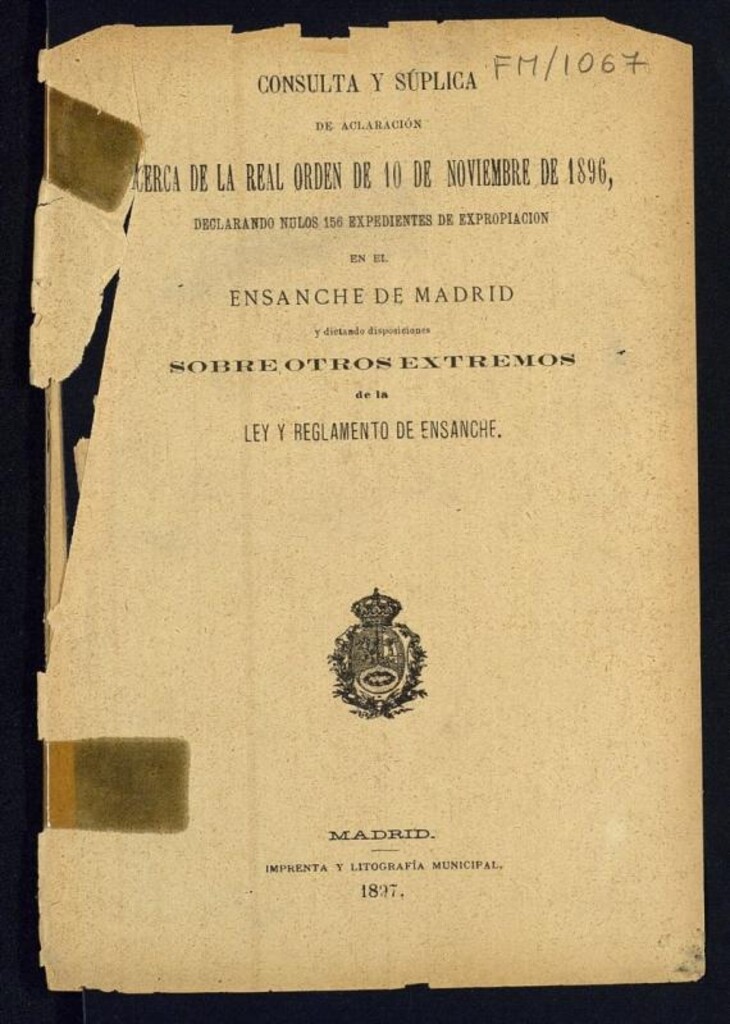 FM/1067
CONSULTA Y SÚPLICA
DE ACLARACIÓN
CERCA DE LA REAL ORDEN DE 10 DE NOVIEMBRE DE 1896,
DECLARANDO NULOS 156 EXPEDIENTES DE EXPROPIACION
EN EL
ENSANCHE DE MADRID
y dictando disposiciones
SOBRE OTROS EXTREMOS
de la
LEY Y REGLAMENTO DE ENSANCHE.
MADRID.
IMPRENTA Y LITOGRAFÍA MUNICIPAL.
1897.